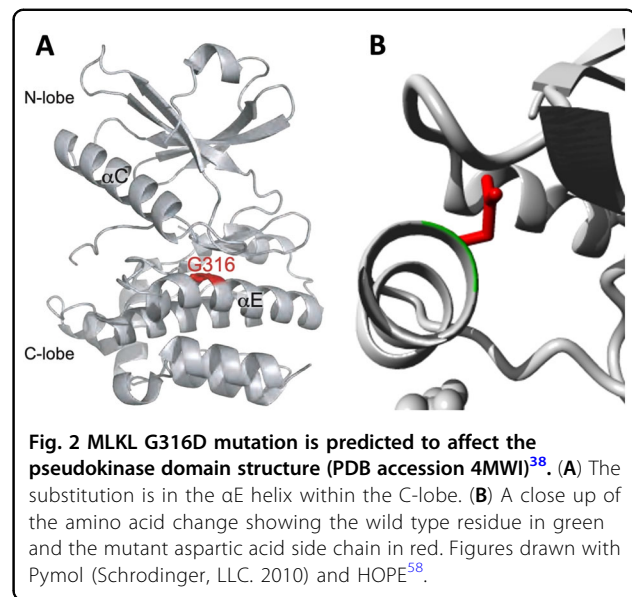 A
B
N-lobe
αC
G316
αE
C-lobe
Fig. 2 MLKL G316D mutation is predicted to affect the
pseudokinase domain structure (PDB accession 4MWI)38. (A) The
substitution is in the αE helix within the C-lobe. (B) A close up of
the amino acid change showing the wild type residue in green
and the mutant aspartic acid side chain in red. Figures drawn with
Pymol (Schrodinger, LLC. 2010) and HOPE58.